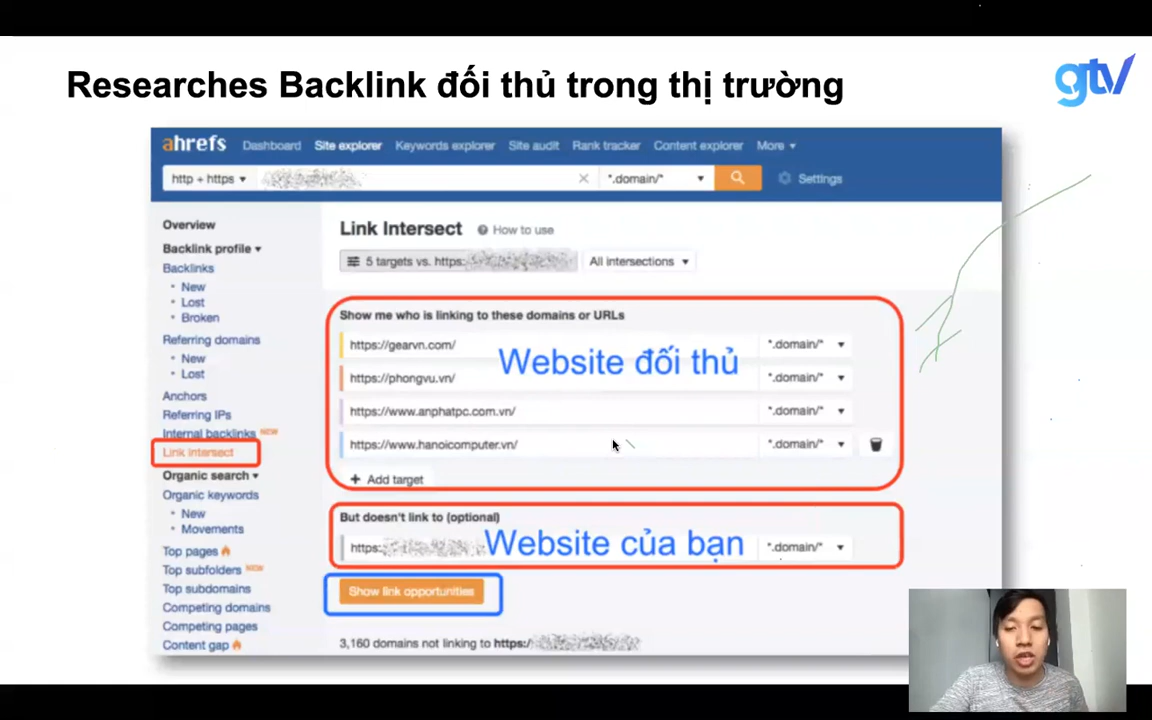 Researches Backlink đối thủ trong thị trường
gtv
ahrefs Dashboard Site explorer Keywords explorer Site audit Rank tracker Content explorer More
http + https *.domain/* Settings
Overview
Backlink profile
Backlinks
New
Lost
Broken
Referring domains
New
Lost
Anchors
Referring IPs
Internal backlinks NEW
Link intersect
Organic search
Organic keywords
New
Movements
Top pages
Top subfolders NEW
Top subdomains
Competing domains
Competing pages
Content gap
Link Intersect How to use
5 targets vs. https: All intersections
Show me who is linking to these domains or URLs
https://gearvn.com/ *.domain/*
Website đối thủ
https://phongvu.vn/ *.domain/*
https://www.anphatpc.com.vn/ *.domain/*
https://www.hanoicomputer.vn/ *.domain/*
+ Add target
But doesn't link to (optional)
https: Website của bạn *.domain/*
Show link opportunities
3,160 domains not linking to https:/